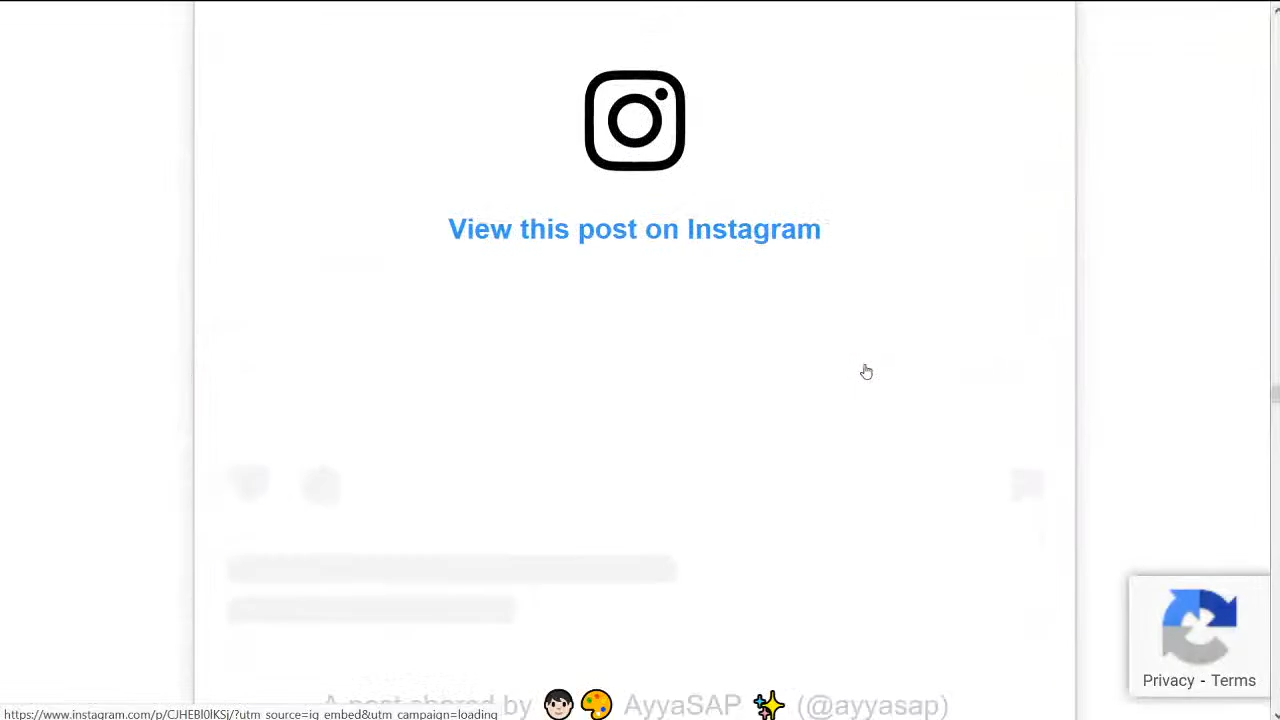 View this post on Instagram
A post shared by 👦🏻🎨 AyyaSAP ✨ (@ayyasap)
Privacy - Terms
https://www.instagram.com/p/CJHEBl0lKSj/?utm_source=ig_embed&utm_campaign=loading